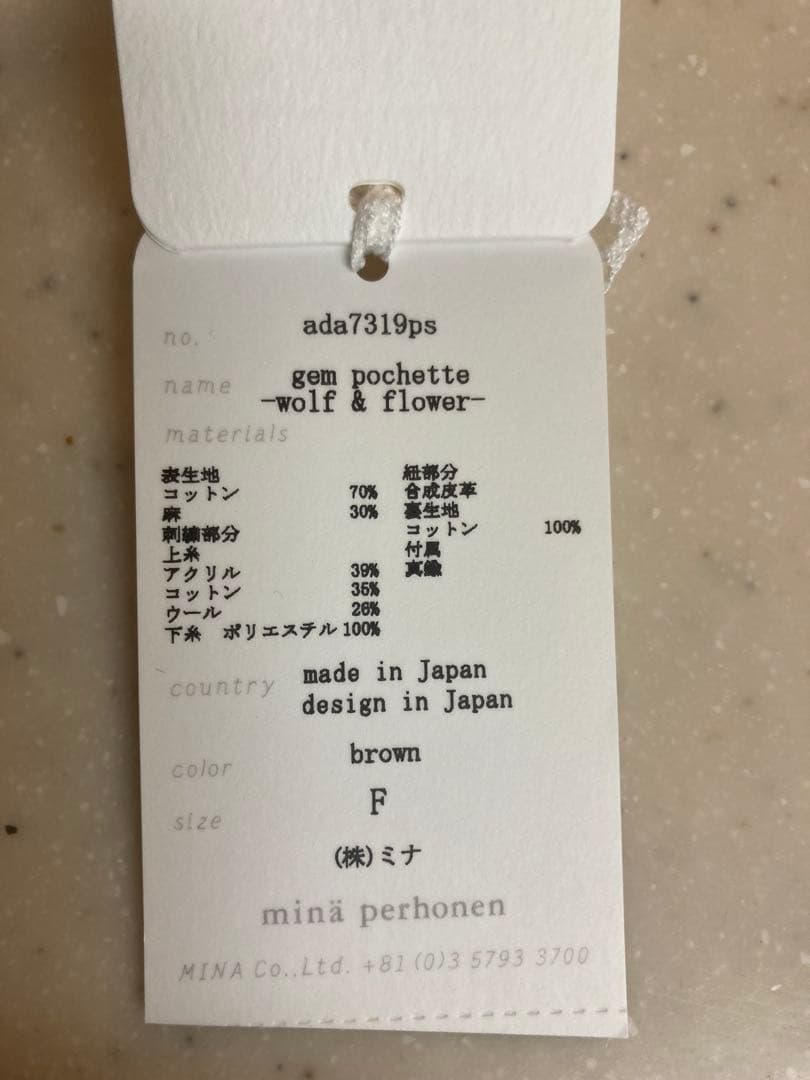 no. ada7319ps
name gem pochette
-wolf & flower-
materials
表生地
コットン 70%
麻 30%
刺繍部分
上糸
アクリル 39%
コットン 35%
ウール 26%
下糸 ポリエステル 100%
紐部分
合成皮革
裏生地
コットン 100%
付属
真鍮
country made in Japan
design in Japan
color brown
size F
(株)ミナ
minä perhonen
MINA Co.,Ltd. +81 (0)3 5793 3700